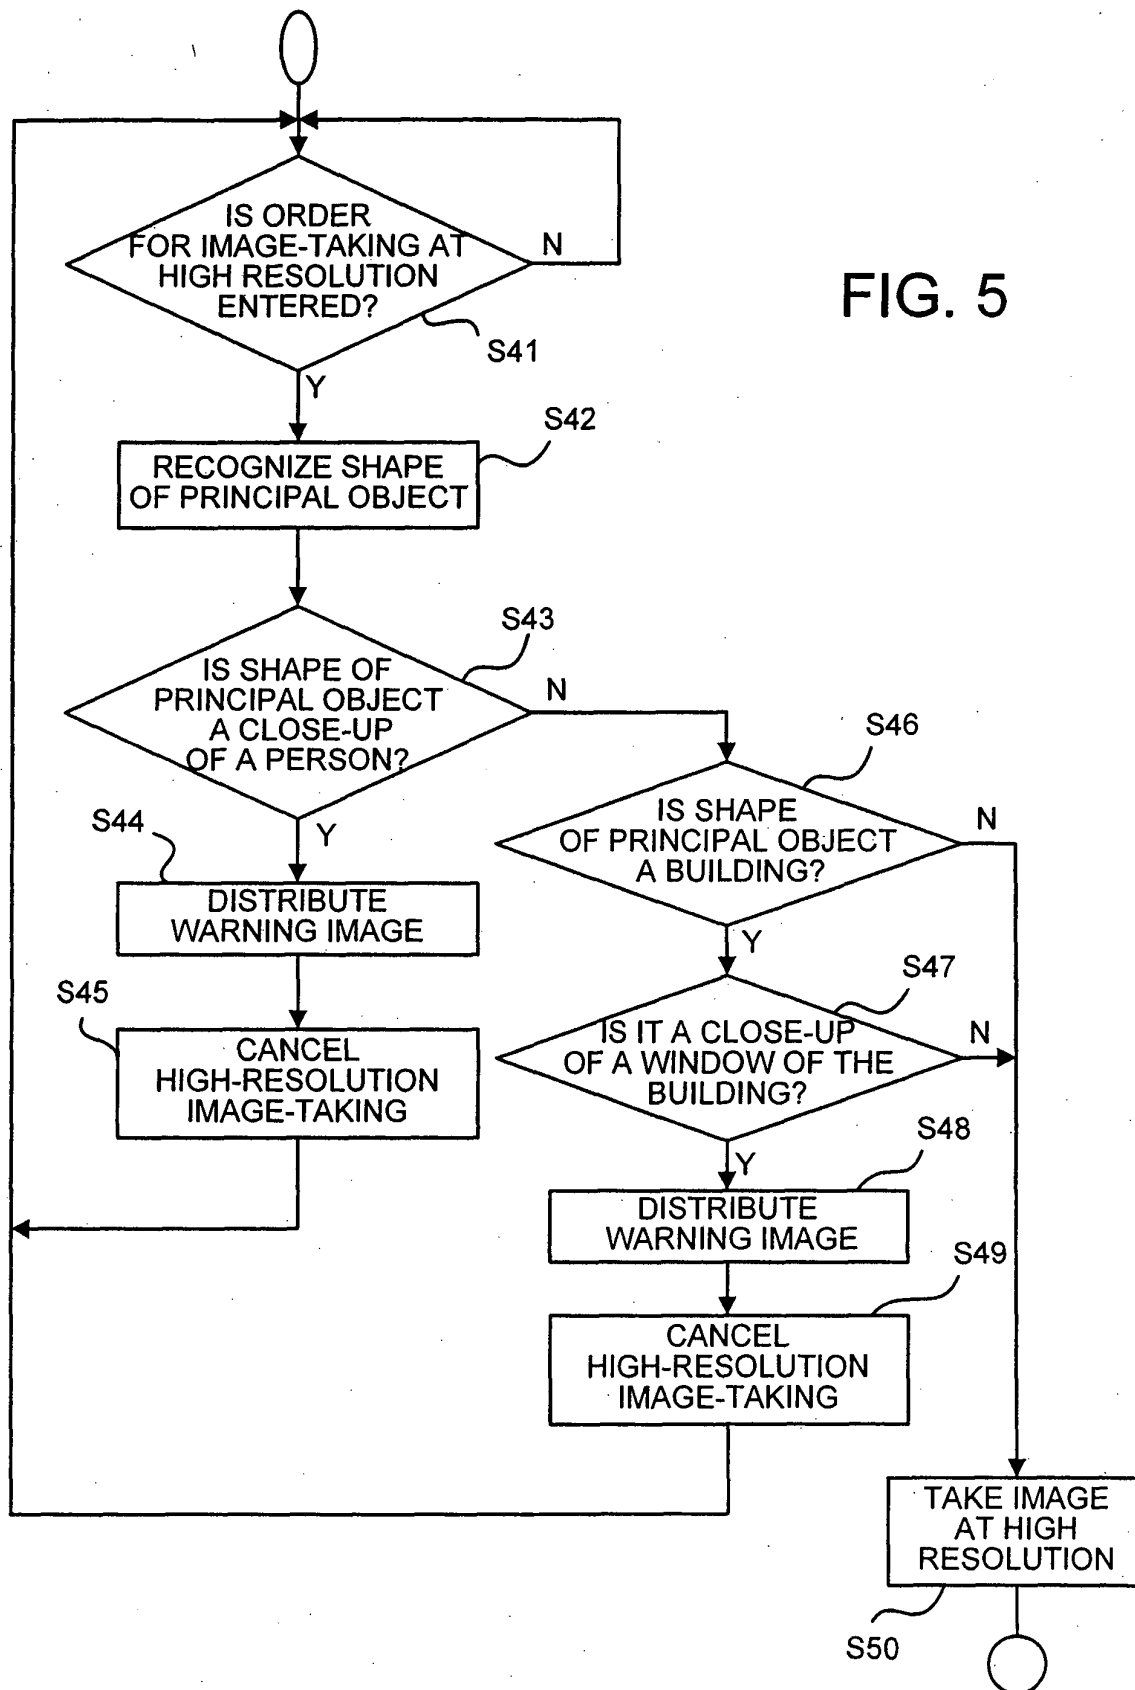 IS ORDER
FOR IMAGE-TAKING AT
HIGH RESOLUTION
ENTERED?
N
FIG. 5
S41
Y
S42
RECOGNIZE SHAPE
OF PRINCIPAL OBJECT
S43
IS SHAPE OF
PRINCIPAL OBJECT
A CLOSE-UP
OF A PERSON?
N
S46
S44
Y
IS SHAPE
OF PRINCIPAL OBJECT
A BUILDING?
N
DISTRIBUTE
WARNING IMAGE
Y
S47
S45
IS IT A CLOSE-UP
OF A WINDOW OF THE
BUILDING?
N
CANCEL
HIGH-RESOLUTION
IMAGE-TAKING
S48
Y
DISTRIBUTE
WARNING IMAGE
S49
CANCEL
HIGH-RESOLUTION
IMAGE-TAKING
TAKE IMAGE
AT HIGH
RESOLUTION
S50